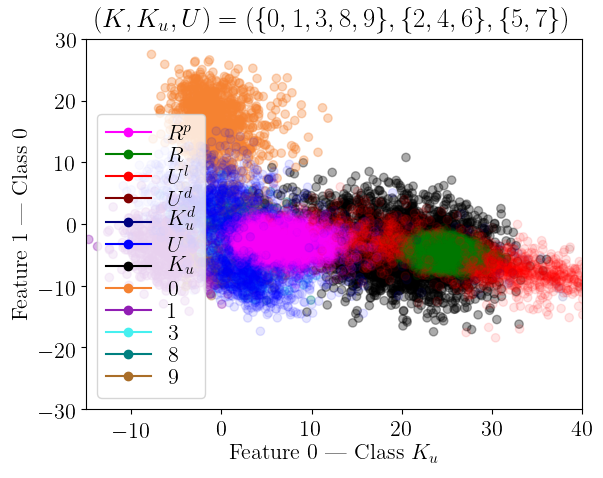 (K, K_u, U) = ({0, 1, 3, 8, 9}, {2, 4, 6}, {5, 7})
30
20
10
0
−10
−20
−30
Feature 1 — Class 0
R^p
R
U^l
U^d
K_u^d
U
K_u
0
1
3
8
9
−10 0 10 20 30 40
Feature 0 — Class K_u